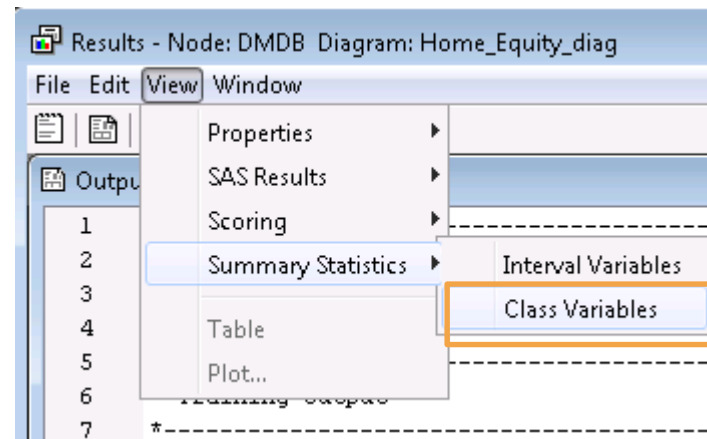 Results - Node: DMDB Diagram: Home_Equity_diag
File Edit View Window
Properties
Outpu
SAS Results
1
Scoring
2
Summary Statistics
Interval Variables
3
Class Variables
4
Table
5
Plot...
6
7 *------------------------------------